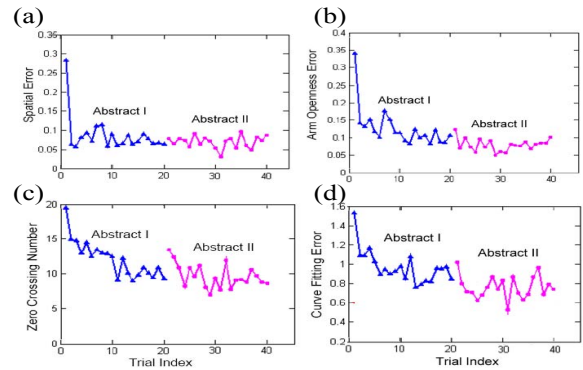 (a)
Spatial Error
0.35
0.3
0.25
0.2
0.15
0.1
0.05
0
Abstract I
Abstract II
0 10 20 30 40
(b)
Arm Openness Error
0.4
0.35
0.3
0.25
0.2
0.15
0.1
0.05
0
Abstract I
Abstract II
0 10 20 30 40
(c)
Zero Crossing Number
20
15
10
5
0
Abstract I
Abstract II
0 10 20 30 40
Trial Index
(d)
Curve Fitting Error
1.6
1.4
1.2
1
0.8
0.6
0.4
0.2
0
Abstract I
Abstract II
0 10 20 30 40
Trial Index